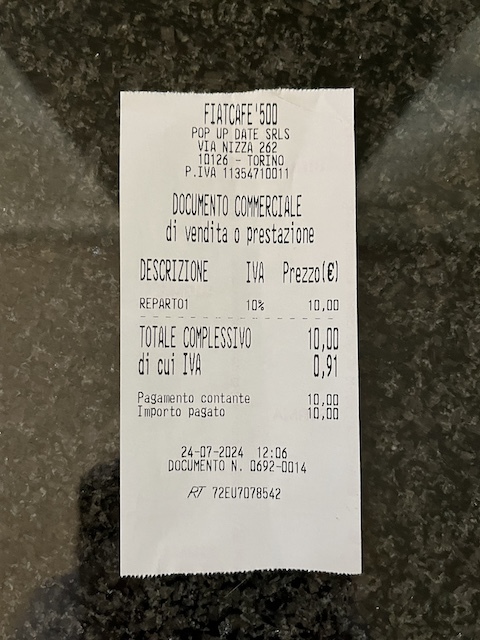 FIATCAFE'500
POP UP DATE SRLS
VIA NIZZA 262
10126 - TORINO
P.IVA 11354710011
DOCUMENTO COMMERCIALE
di vendita o prestazione
DESCRIZIONE IVA Prezzo(€)
REPARTO1 10% 10,00
TOTALE COMPLESSIVO 10,00
di cui IVA 0,91
Pagamento contante 10,00
Importo pagato 10,00
24-07-2024 12:06
DOCUMENTO N. 0692-0014
RT 72EU7078542